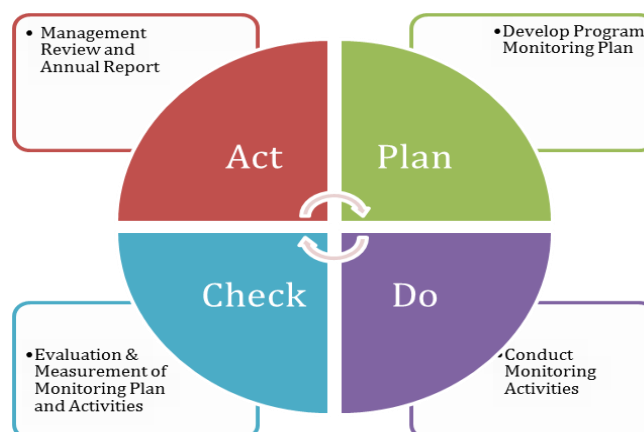 • Management
Review and
Annual Report
•Develop Program
Monitoring Plan
Act
Plan
Check
Do
•Evaluation &
Measurement of
Monitoring Plan
and Activities
•Conduct
Monitoring
Activities